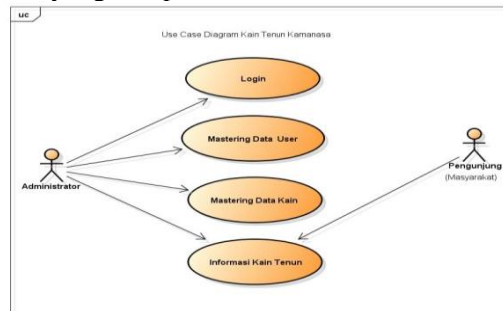 uc
Use Case Diagram Kain Tenun Kamanasa
Login
Mastering Data User
Administrator
Pengunjung
(Masyarakat)
Mastering Data Kain
Informasi Kain Tenun